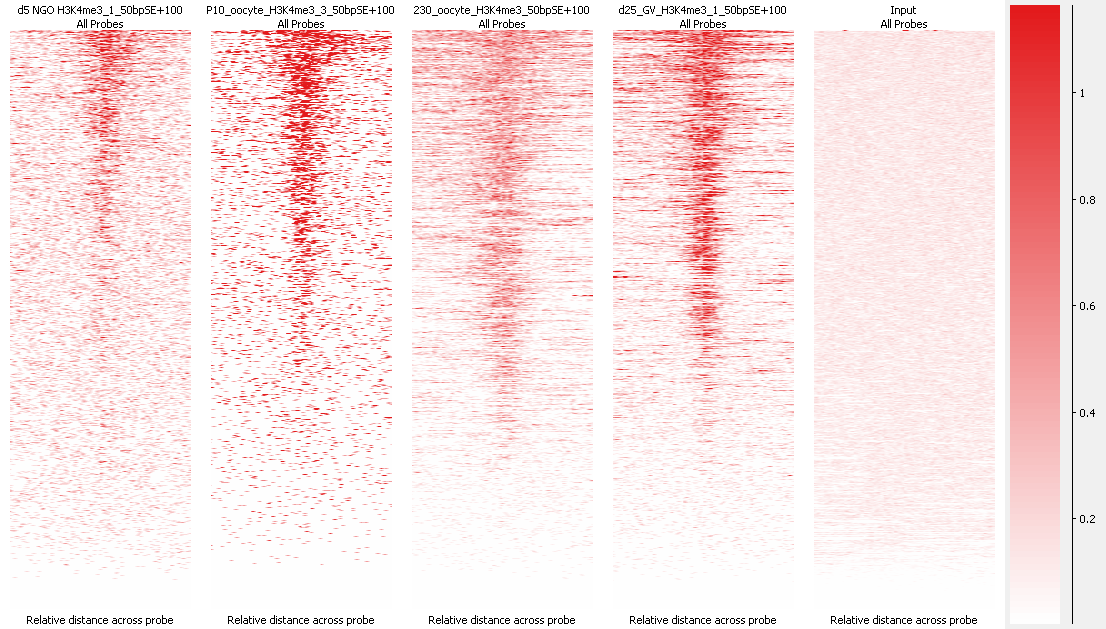 d5 NGO H3K4me3_1_50bpSE+100
All Probes
P10_oocyte_H3K4me3_3_50bpSE+100
All Probes
230_oocyte_H3K4me3_50bpSE+100
All Probes
d25_GV_H3K4me3_1_50bpSE+100
All Probes
Input
All Probes
1
0.8
0.6
0.4
0.2
Relative distance across probe
Relative distance across probe
Relative distance across probe
Relative distance across probe
Relative distance across probe